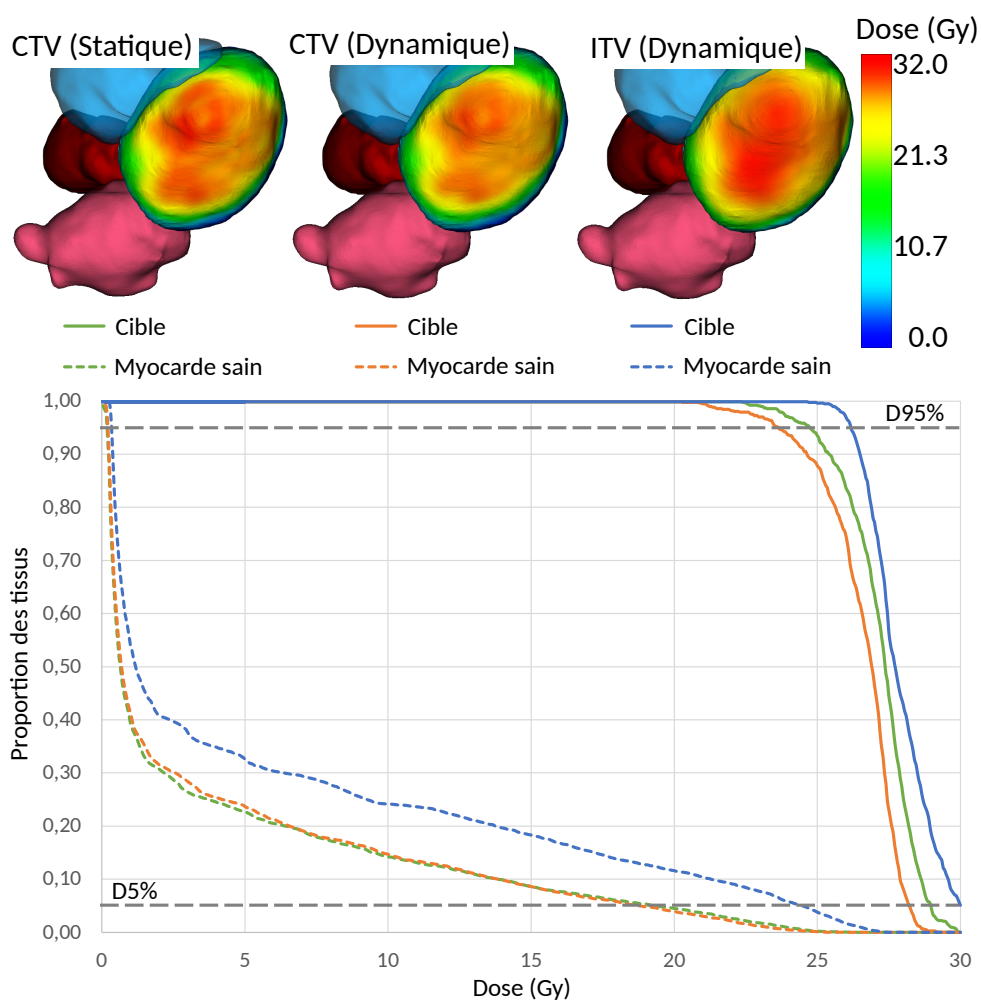 CTV (Statique)
CTV (Dynamique)
ITV (Dynamique)
Dose (Gy)
32.0
21.3
10.7
0.0
Cible
Cible
Cible
Myocarde sain
Myocarde sain
Myocarde sain
1,00
D95%
0,90
0,80
0,70
0,60
0,50
0,40
0,30
0,20
0,10
D5%
0,00
Proportion des tissus
0 5 10 15 20 25 30
Dose (Gy)